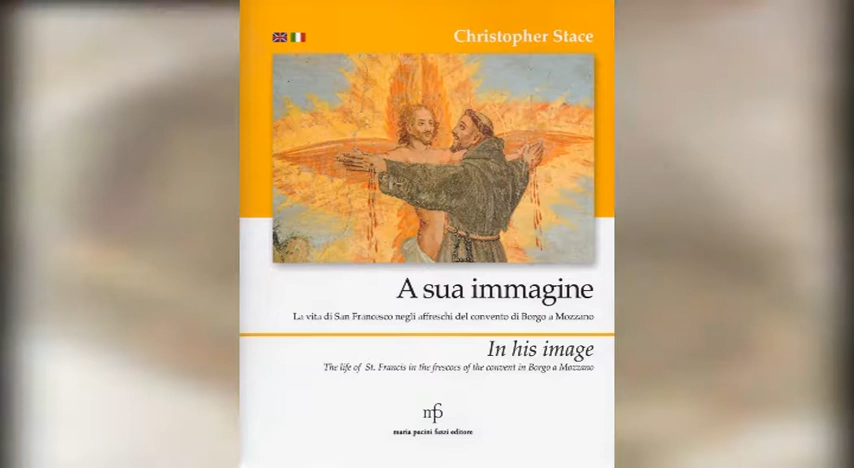 Christopher Stace
A sua immagine
La vita di San Francesco negli affreschi del convento di Borgo a Mozzano
In his image
The life of St. Francis in the frescoes of the convent in Borgo a Mozzano
mfp
maria pacini fazzi editore